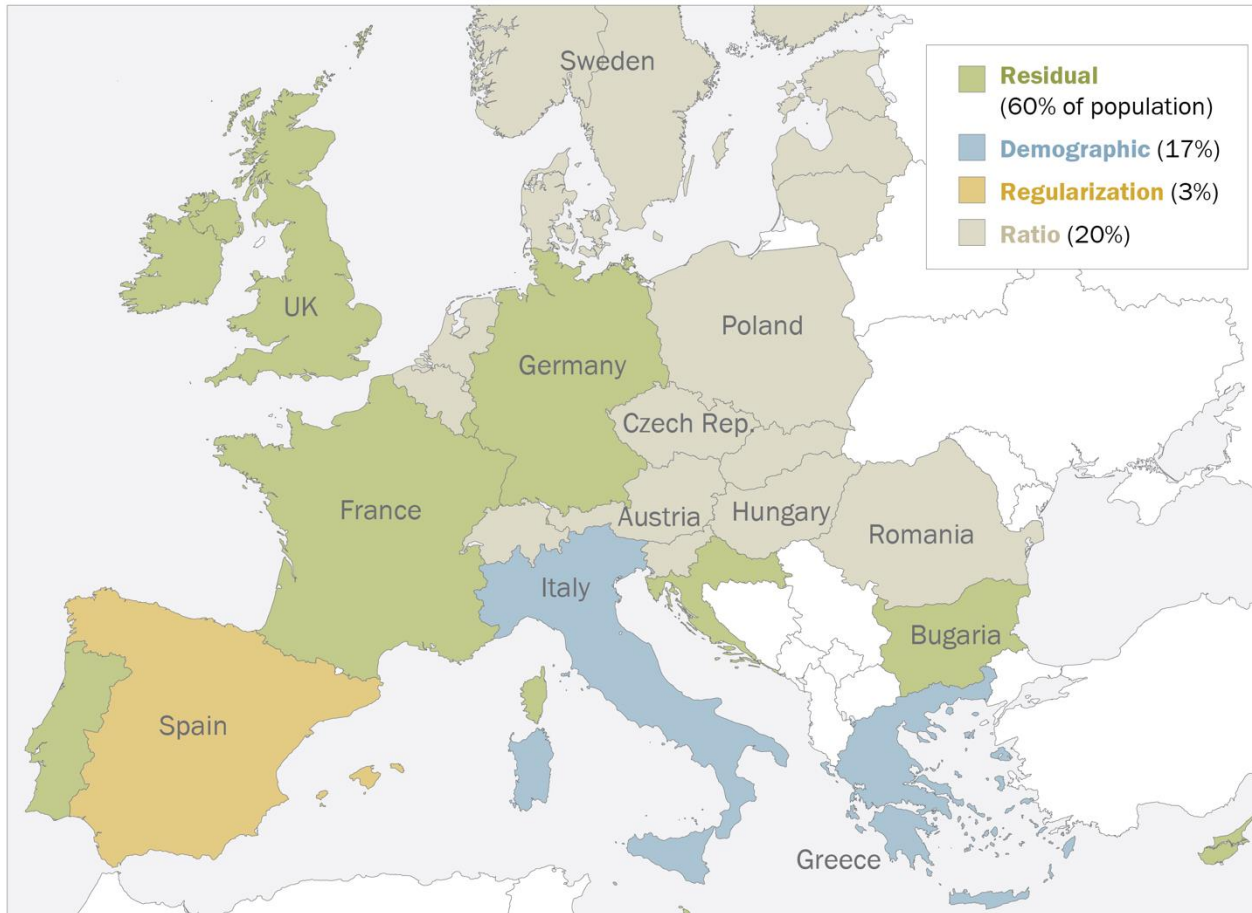 Sweden
Residual
(60% of population)
Demographic (17%)
Regularization (3%)
Ratio (20%)
UK
Poland
Germany
Czech Rep.
France
Austria
Hungary
Romania
Italy
Bugaria
Spain
Greece